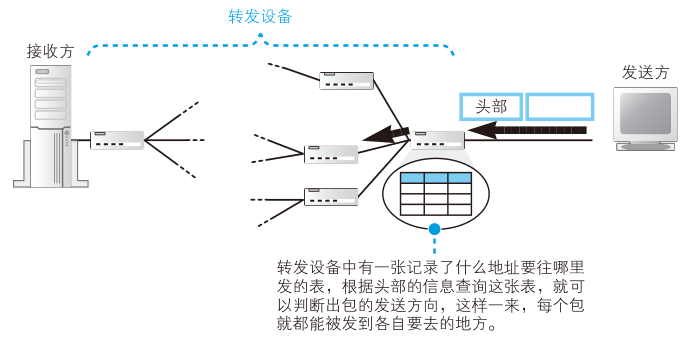 转发设备
接收方
发送方
头部
转发设备中有一张记录了什么地址要往哪里
发的表，根据头部的信息查询这张表，就可
以判断出包的发送方向，这样一来，每个包
就都能被发到各自要去的地方。